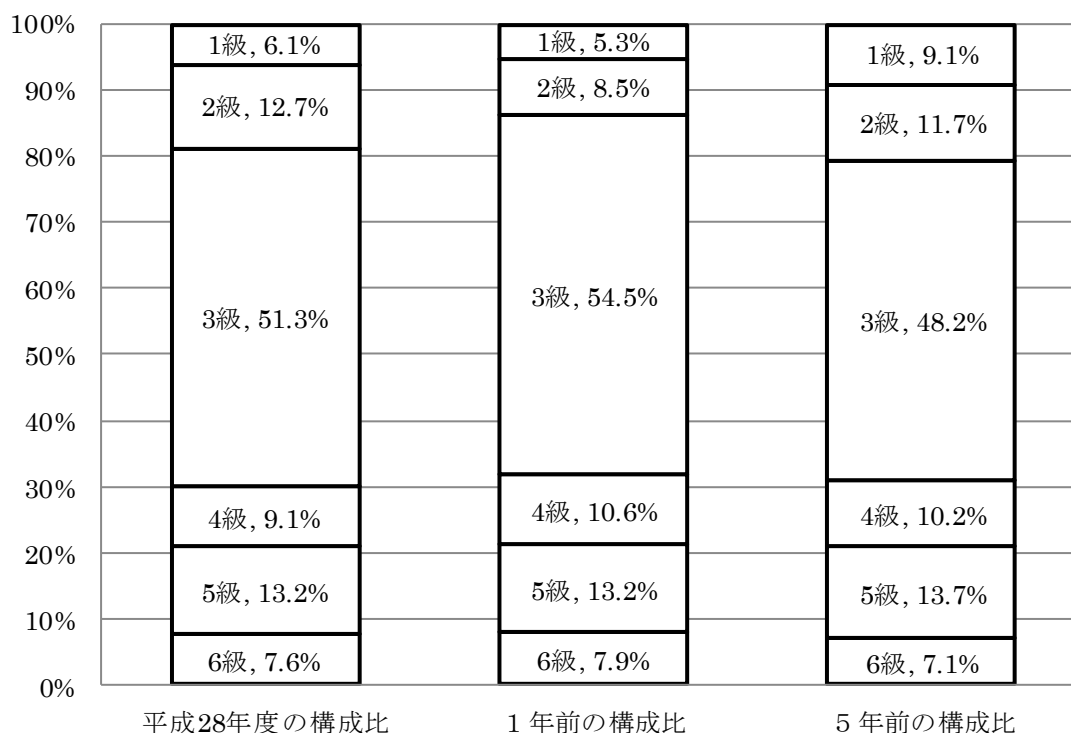 100%
90%
80%
70%
60%
50%
40%
30%
20%
10%
0%
1級, 6.1%
2級, 12.7%
3級, 51.3%
4級, 9.1%
5級, 13.2%
6級, 7.6%
1級, 5.3%
2級, 8.5%
3級, 54.5%
4級, 10.6%
5級, 13.2%
6級, 7.9%
1級, 9.1%
2級, 11.7%
3級, 48.2%
4級, 10.2%
5級, 13.7%
6級, 7.1%
平成28年度の構成比
1 年前の構成比
5 年前の構成比